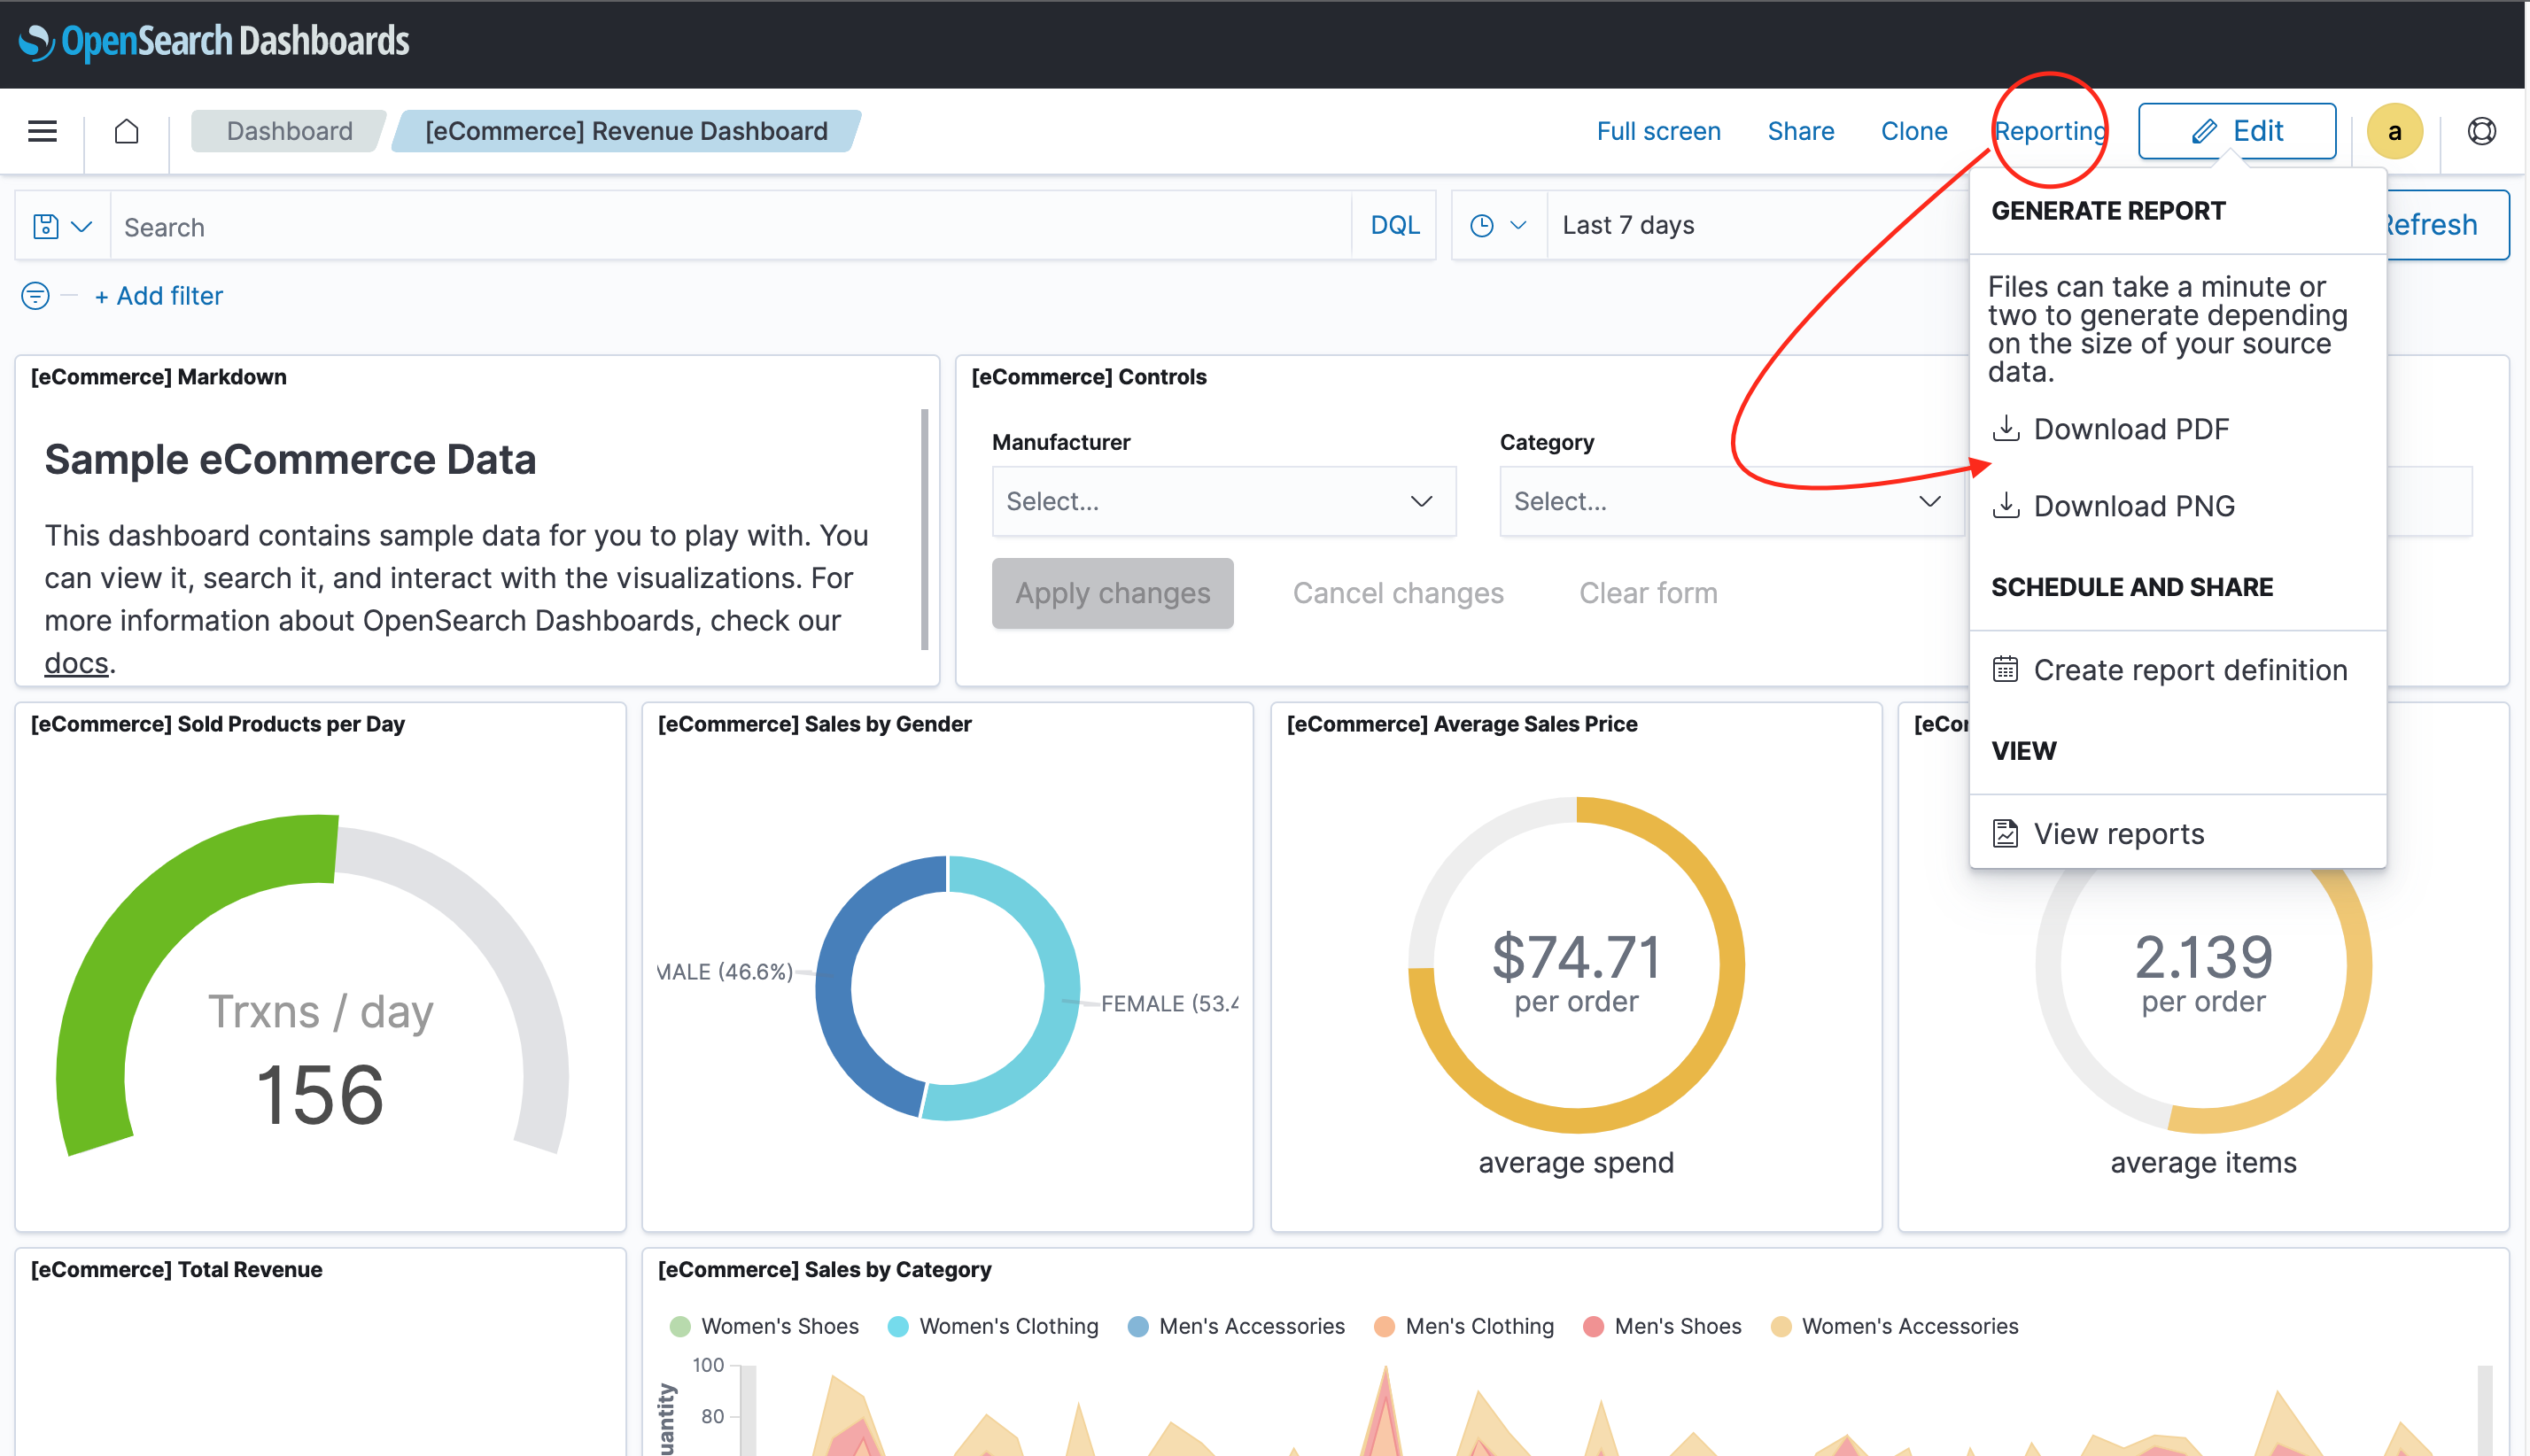 OpenSearch Dashboards
Dashboard
[eCommerce] Revenue Dashboard
Full screen
Share
Clone
Reporting
Edit
a
Search
DQL
Last 7 days
Refresh
+ Add filter
GENERATE REPORT
Files can take a minute or
two to generate depending
on the size of your source
data.
Download PDF
Download PNG
SCHEDULE AND SHARE
Create report definition
VIEW
View reports
[eCommerce] Markdown
Sample eCommerce Data
This dashboard contains sample data for you to play with. You
can view it, search it, and interact with the visualizations. For
more information about OpenSearch Dashboards, check our
docs.
[eCommerce] Controls
Manufacturer
Category
Select...
Select...
Apply changes
Cancel changes
Clear form
[eCommerce] Sold Products per Day
Trxns / day
156
[eCommerce] Sales by Gender
MALE (46.6%)
FEMALE (53.4
[eCommerce] Average Sales Price
$74.71
per order
average spend
2.139
per order
average items
[eCommerce] Total Revenue
[eCommerce] Sales by Category
Women's Shoes
Women's Clothing
Men's Accessories
Men's Clothing
Men's Shoes
Women's Accessories
100
80